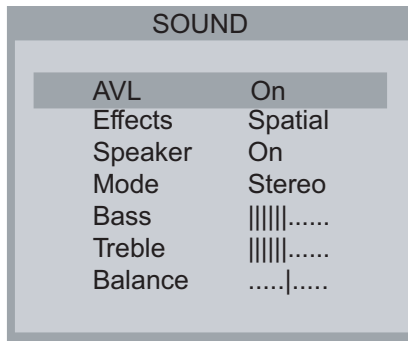 SOUND
AVL On
Effects Spatial
Speaker On
Mode Stereo
Bass ||||||......
Treble ||||||......
Balance .....|.....